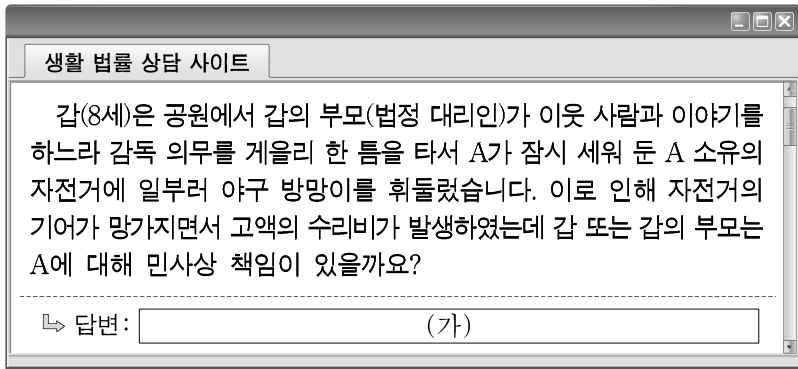 생활 법률 상담 사이트
갑(8세)은 공원에서 갑의 부모(법정 대리인)가 이웃 사람과 이야기를
하느라 감독 의무를 게을리 한 틈을 타서 A가 잠시 세워 둔 A 소유의
자전거에 일부러 야구 방망이를 휘둘렀습니다. 이로 인해 자전거의
기어가 망가지면서 고액의 수리비가 발생하였는데 갑 또는 갑의 부모는
A에 대해 민사상 책임이 있을까요?
답변: (가)